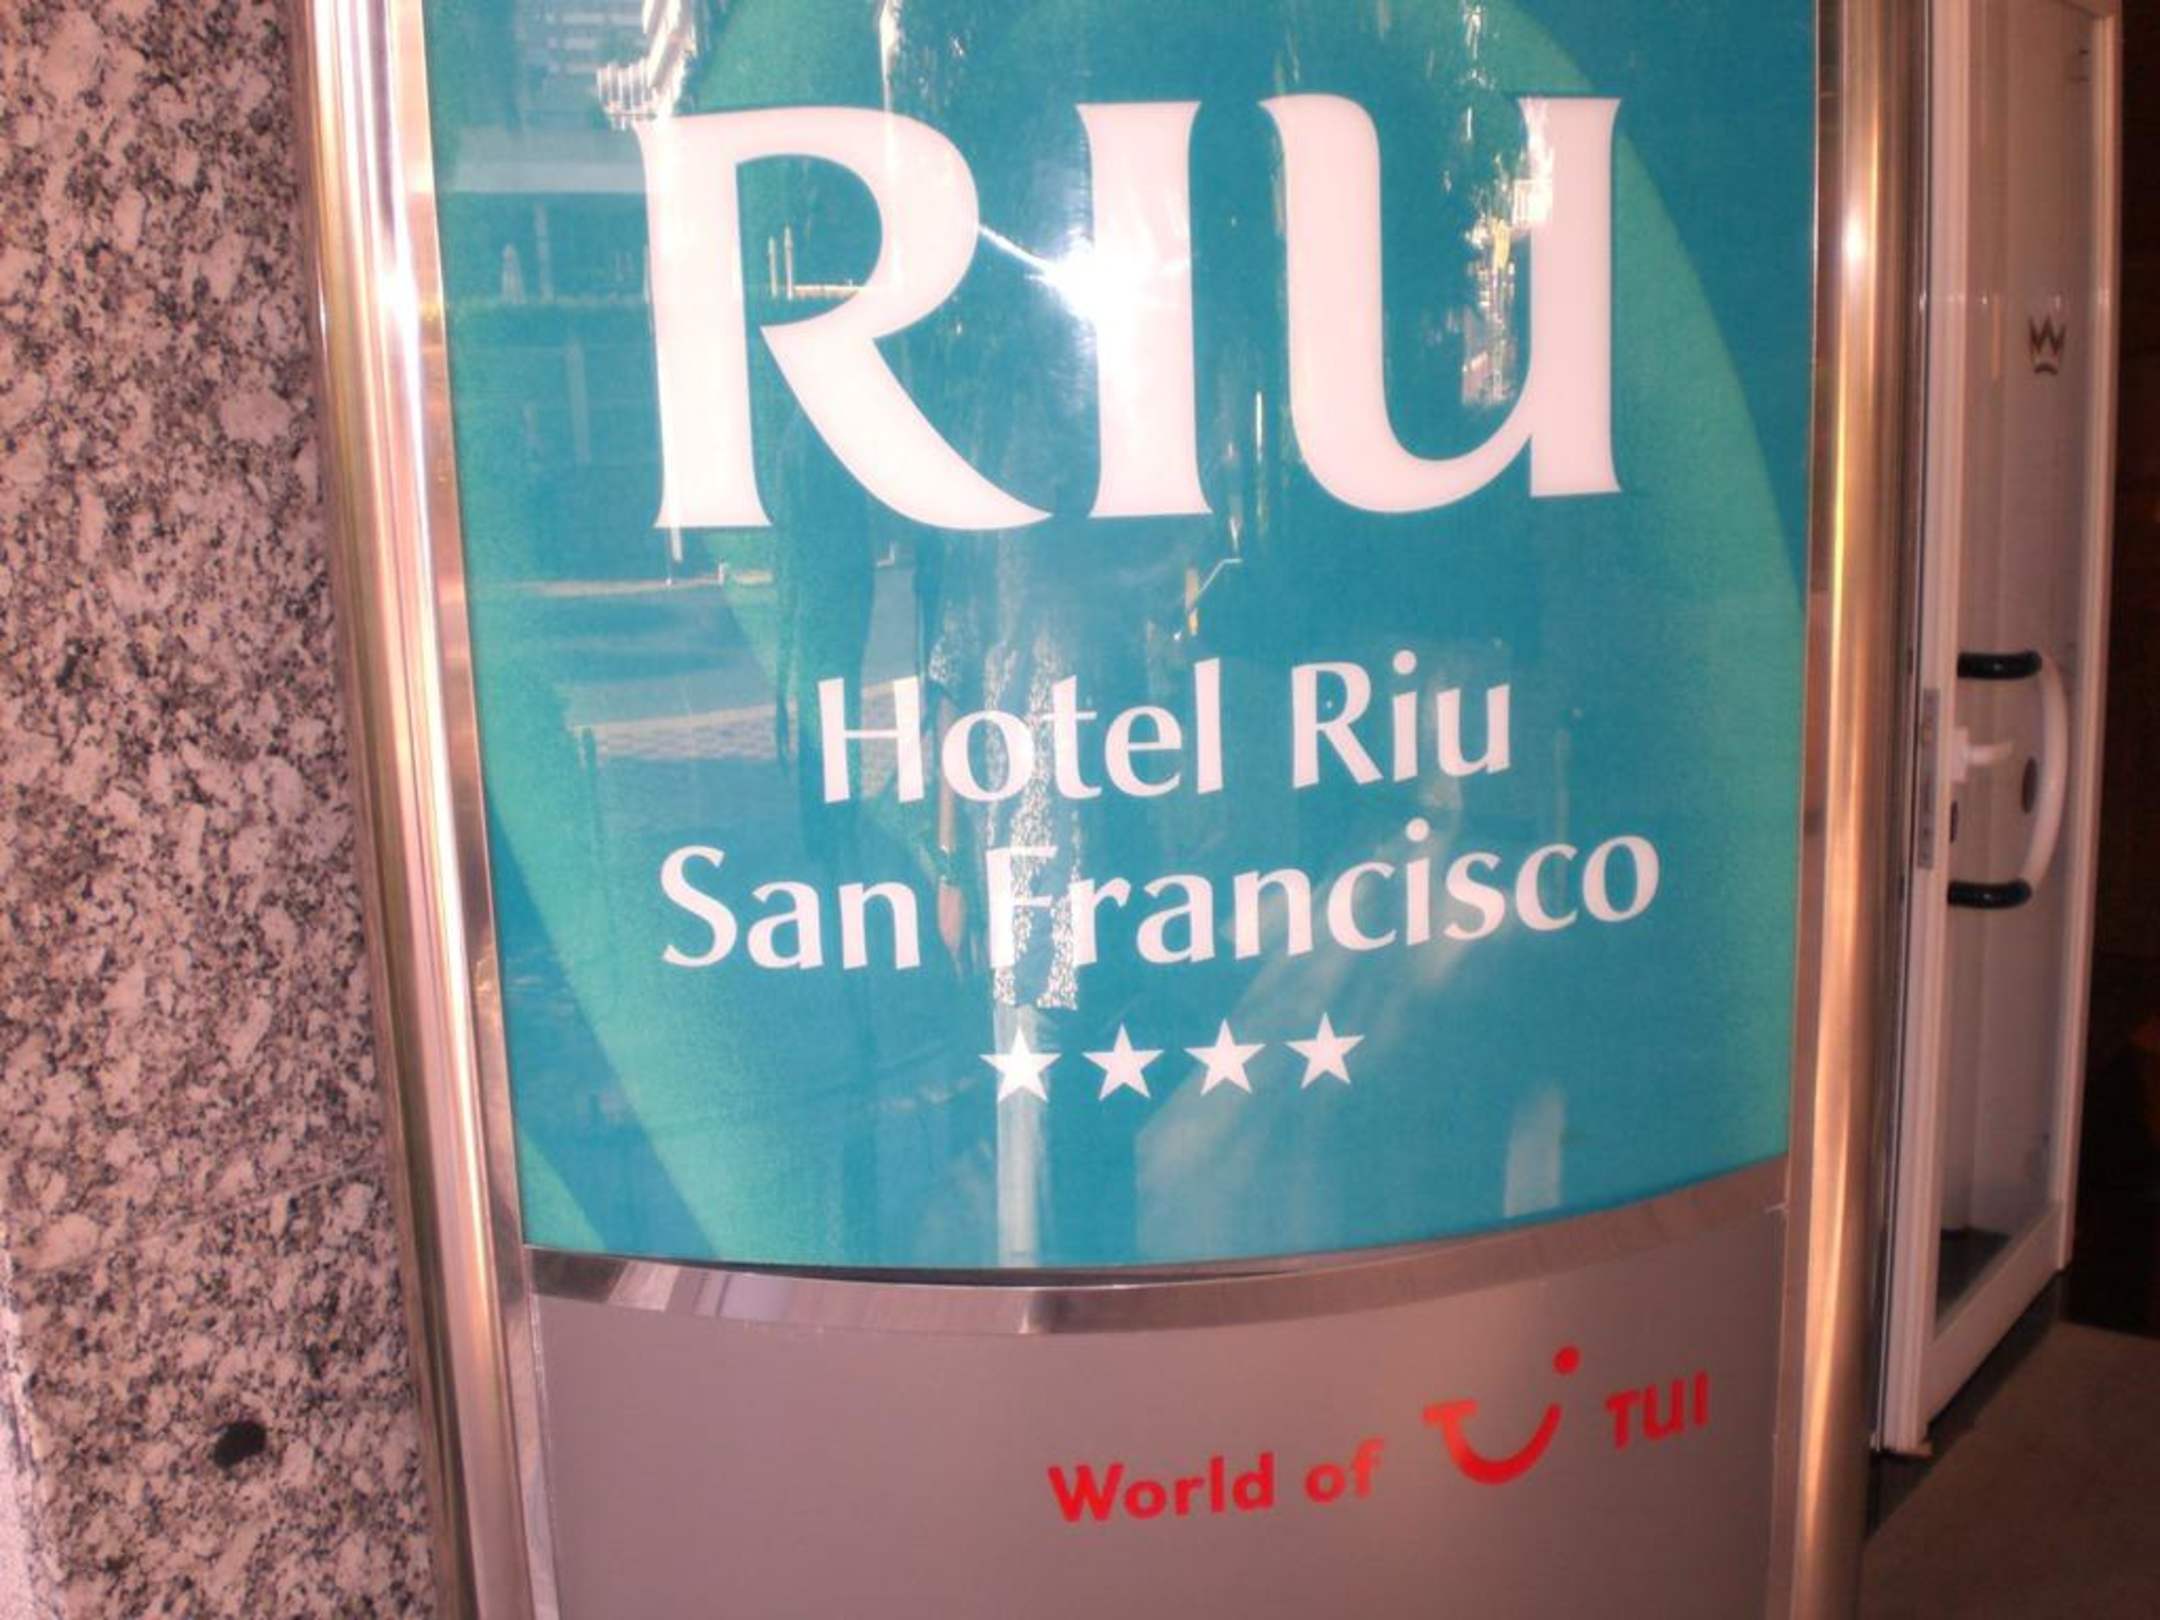 RIU
Hotel Riu
San Francisco
★★★★
World of TUI